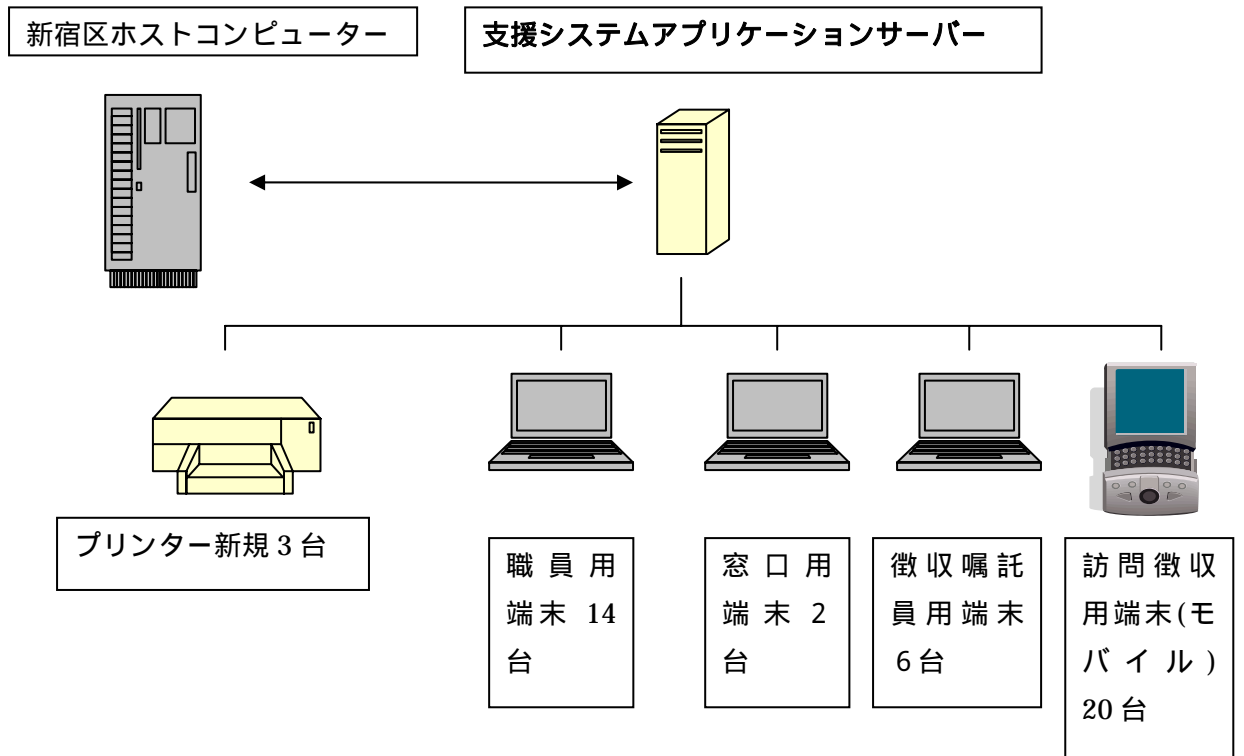 新宿区ホストコンピューター
支援システムアプリケーションサーバー
プリンター新規3台
職員用
端末 14
台
窓口用
端末 2
台
徴収嘱託
員用端末
6台
訪問徴収
用端末(モ
バイル)
20台